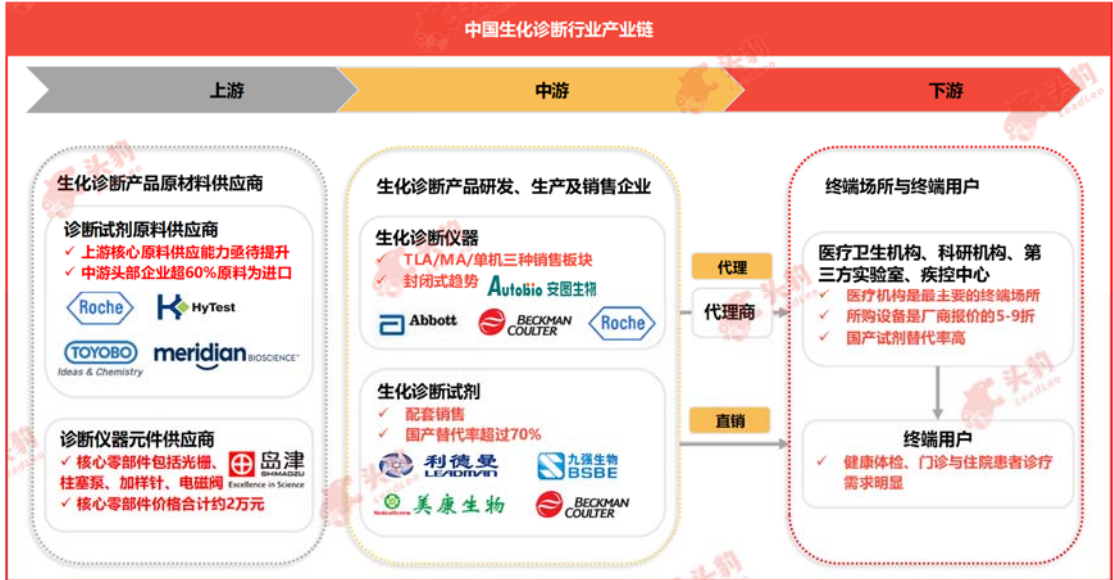 中国生化诊断行业产业链
上游
中游
下游
生化诊断产品原材料供应商
诊断试剂原料供应商
✓ 上游核心原料供应能力亟待提升
✓ 中游头部企业超60%原料为进口
Roche
HyTest
TOYOBO
Ideas & Chemistry
meridian BIOSCIENCE™
诊断仪器元件供应商
✓ 核心零部件包括光栅、
柱塞泵、加样针、电磁阀
✓ 核心零部件价格合计约2万元
岛津
SHIMADZU
Excellence in Science
生化诊断产品研发、生产及销售企业
生化诊断仪器
✓ TLA/MA/单机三种销售板块
✓ 封闭式趋势
Autobio 安图生物
Abbott
BECKMAN
COULTER
Roche
生化诊断试剂
✓ 配套销售
✓ 国产替代率超过70%
利德曼
LEADMAN
九强生物
BSBE
美康生物
BECKMAN
COULTER
代理
代理商
直销
终端场所与终端用户
医疗卫生机构、科研机构、第
三方实验室、疾控中心
✓ 医疗机构是最主要的终端场所
✓ 所购设备是厂商报价的5-9折
✓ 国产试剂替代率高
终端用户
✓ 健康体检、门诊与住院患者诊疗
需求明显
头豹
LeadLeo